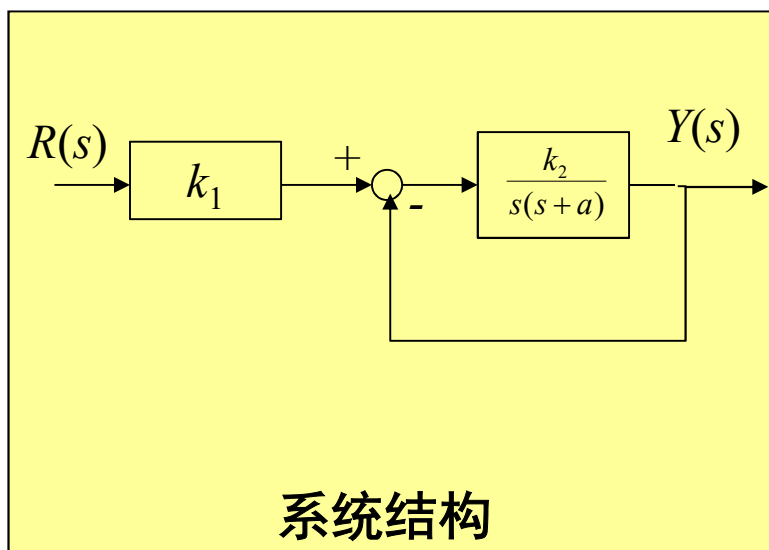 R(s)
k₁
+
-
k₂
s(s + a)
Y(s)
系统结构